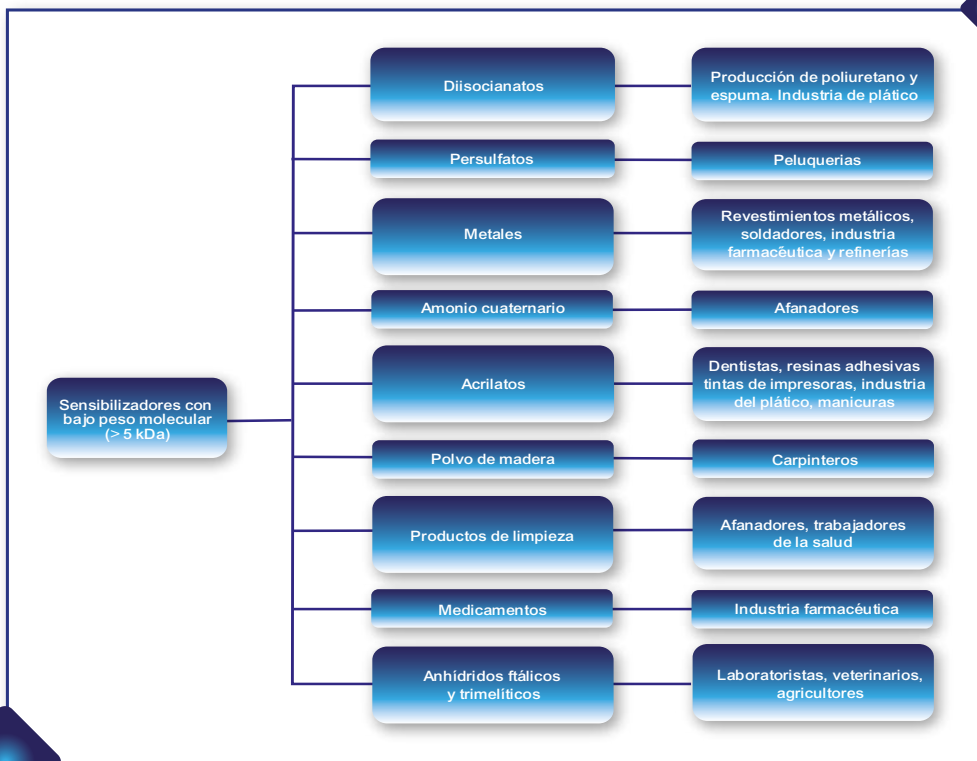 Diisocianatos
Producción de poliuretano y
espuma. Industria de plático
Persulfatos
Peluquerias
Metales
Revestimientos metálicos,
soldadores, industria
farmacéutica y refinerias
Amonio cuaternario
Afanadores
Acrilatos
Dentistas, resinas adhesivas
tintas de impresoras, industria
del plático, manicuras
Sensibilizadores con
bajo peso molecular
(> 5 kDa)
Polvo de madera
Carpinteros
Productos de limpieza
Afanadores, trabajadores
de la salud
Medicamentos
Industria farmacéutica
Anhídridos ftálicos
y trimelíticos
Laboratoristas, veterinarios,
agricultores